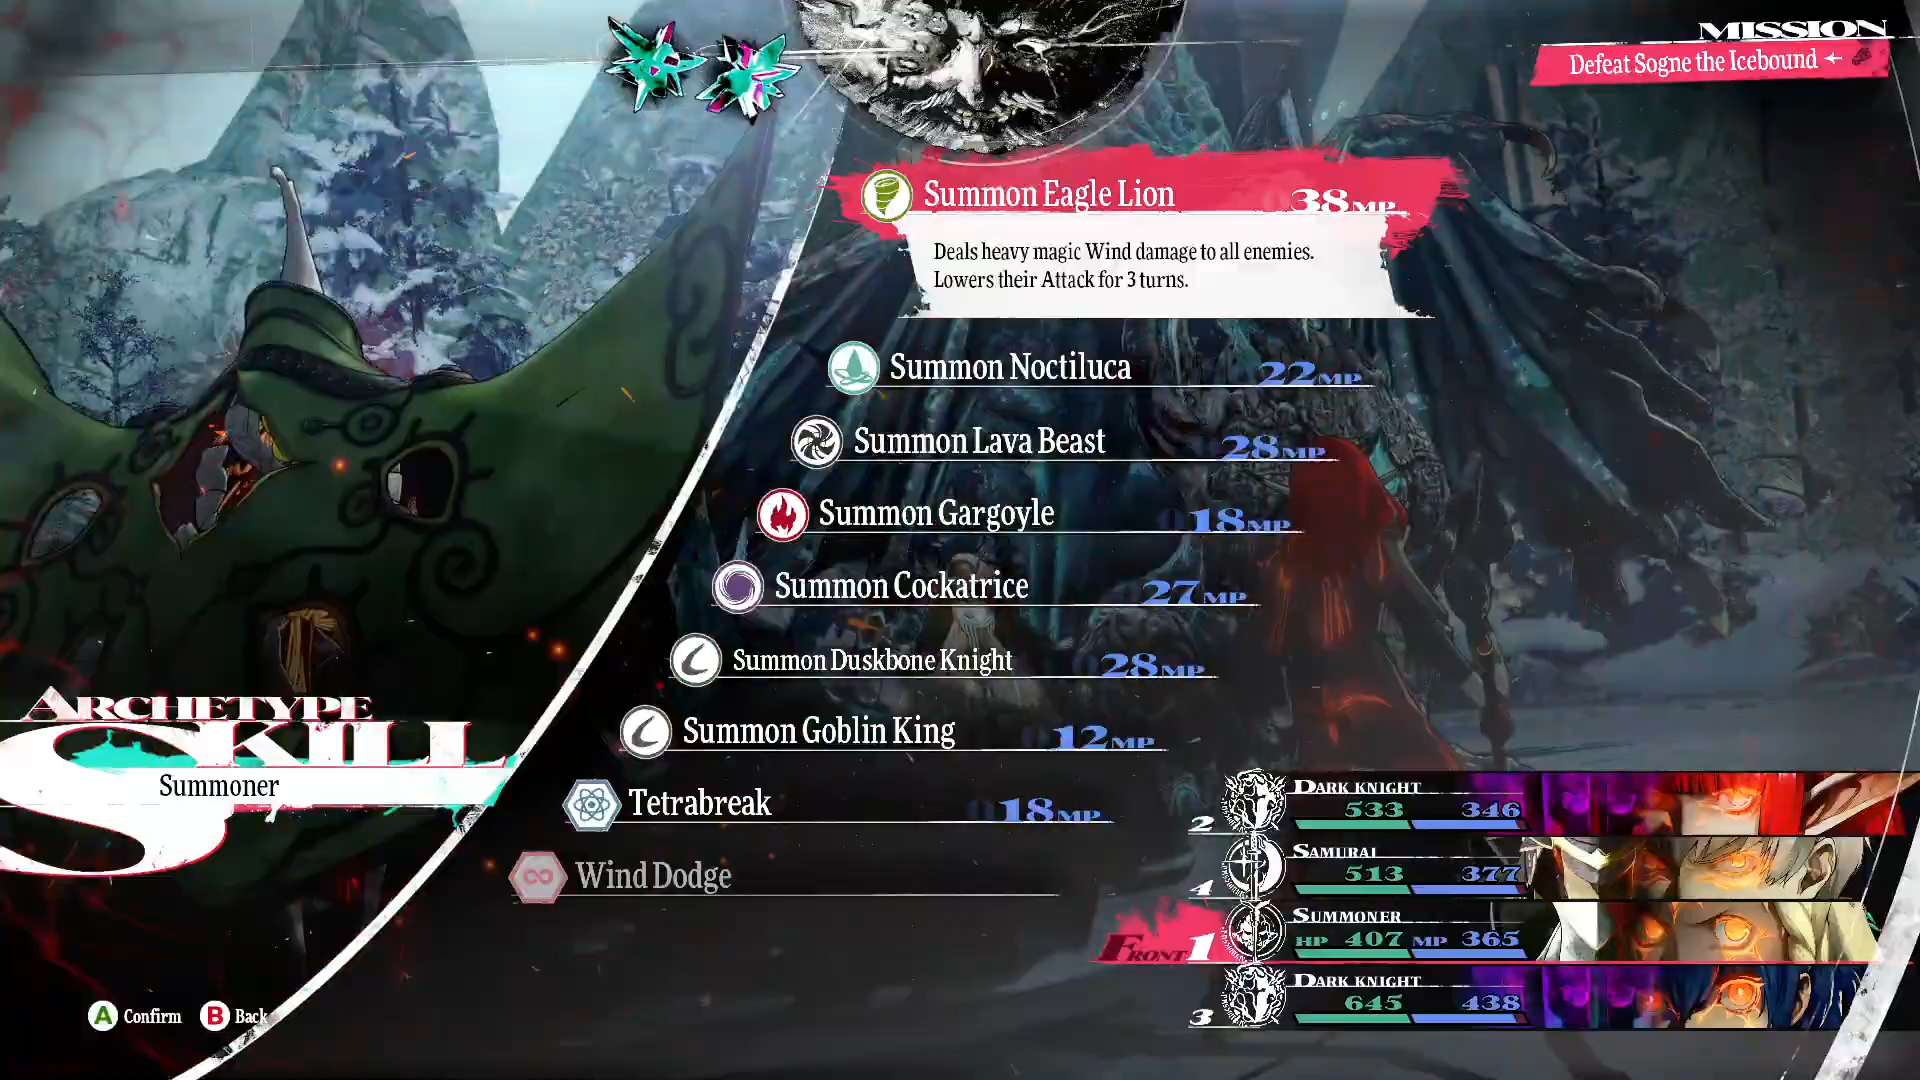 MISSION
Defeat Sogne the Icebound
Summon Eagle Lion 38MP
Deals heavy magic Wind damage to all enemies.
Lowers their Attack for 3 turns.
Summon Noctiluca 22MP
Summon Lava Beast 28MP
Summon Gargoyle 18MP
Summon Cockatrice 27MP
Summon Duskbone Knight 28MP
Summon Goblin King 12MP
Tetrabreak 18MP
Wind Dodge
ARCHETYPE
SKILL
Summoner
DARK KNIGHT
2 533 346
SAMURAI
4 513 377
SUMMONER
FRONT 1 HP 407 MP 365
DARK KNIGHT
3 645 438
A Confirm B Back